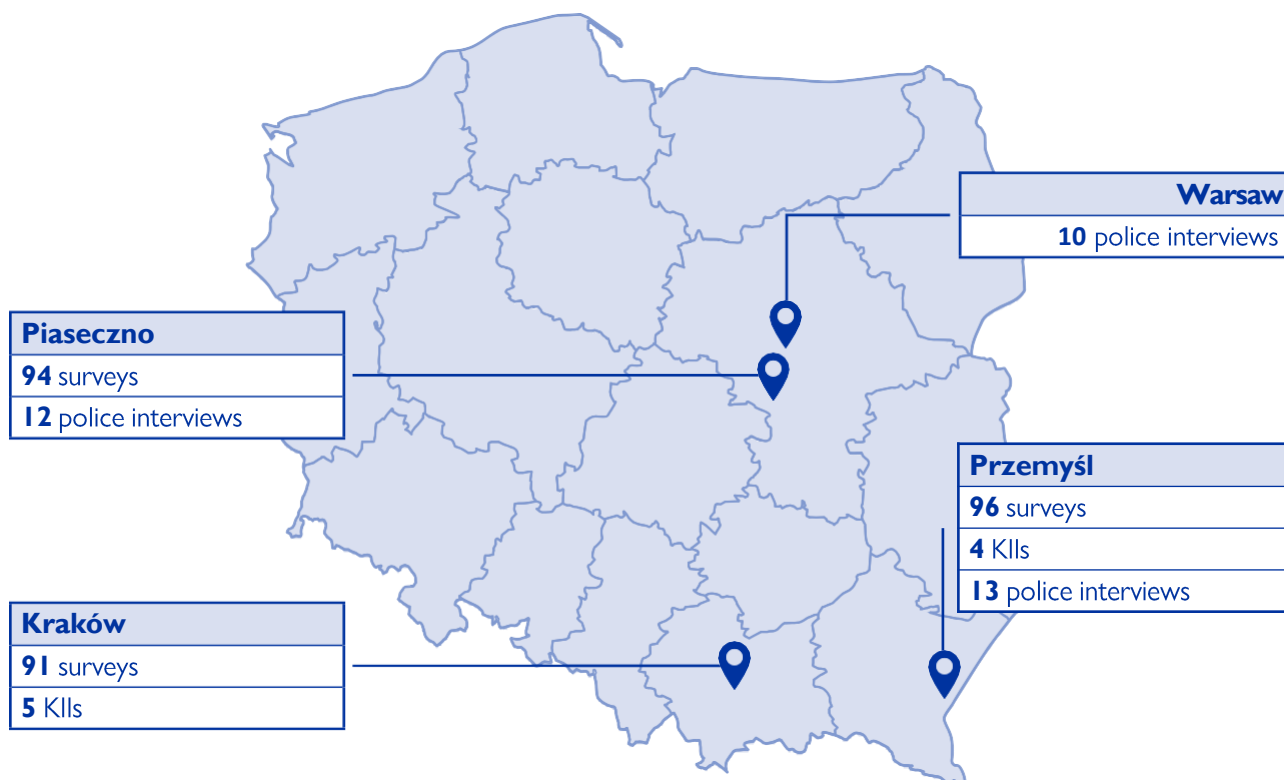 Warsaw
10 police interviews
Piaseczno
94 surveys
12 police interviews
Przemyśl
96 surveys
4 KIIs
13 police interviews
Kraków
91 surveys
5 KIIs